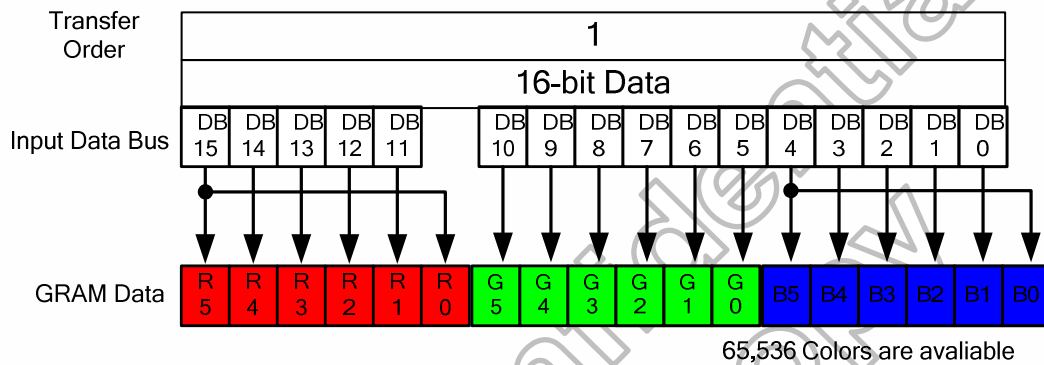 Transfer Order
1
16-bit Data
Input Data Bus
DB 15 DB 14 DB 13 DB 12 DB 11 DB 10 DB 9 DB 8 DB 7 DB 6 DB 5 DB 4 DB 3 DB 2 DB 1 DB 0
GRAM Data
R 5 R 4 R 3 R 2 R 1 R 0 G 5 G 4 G 3 G 2 G 1 G 0 B5 B4 B3 B2 B1 B0
65,536 Colors are avaliable